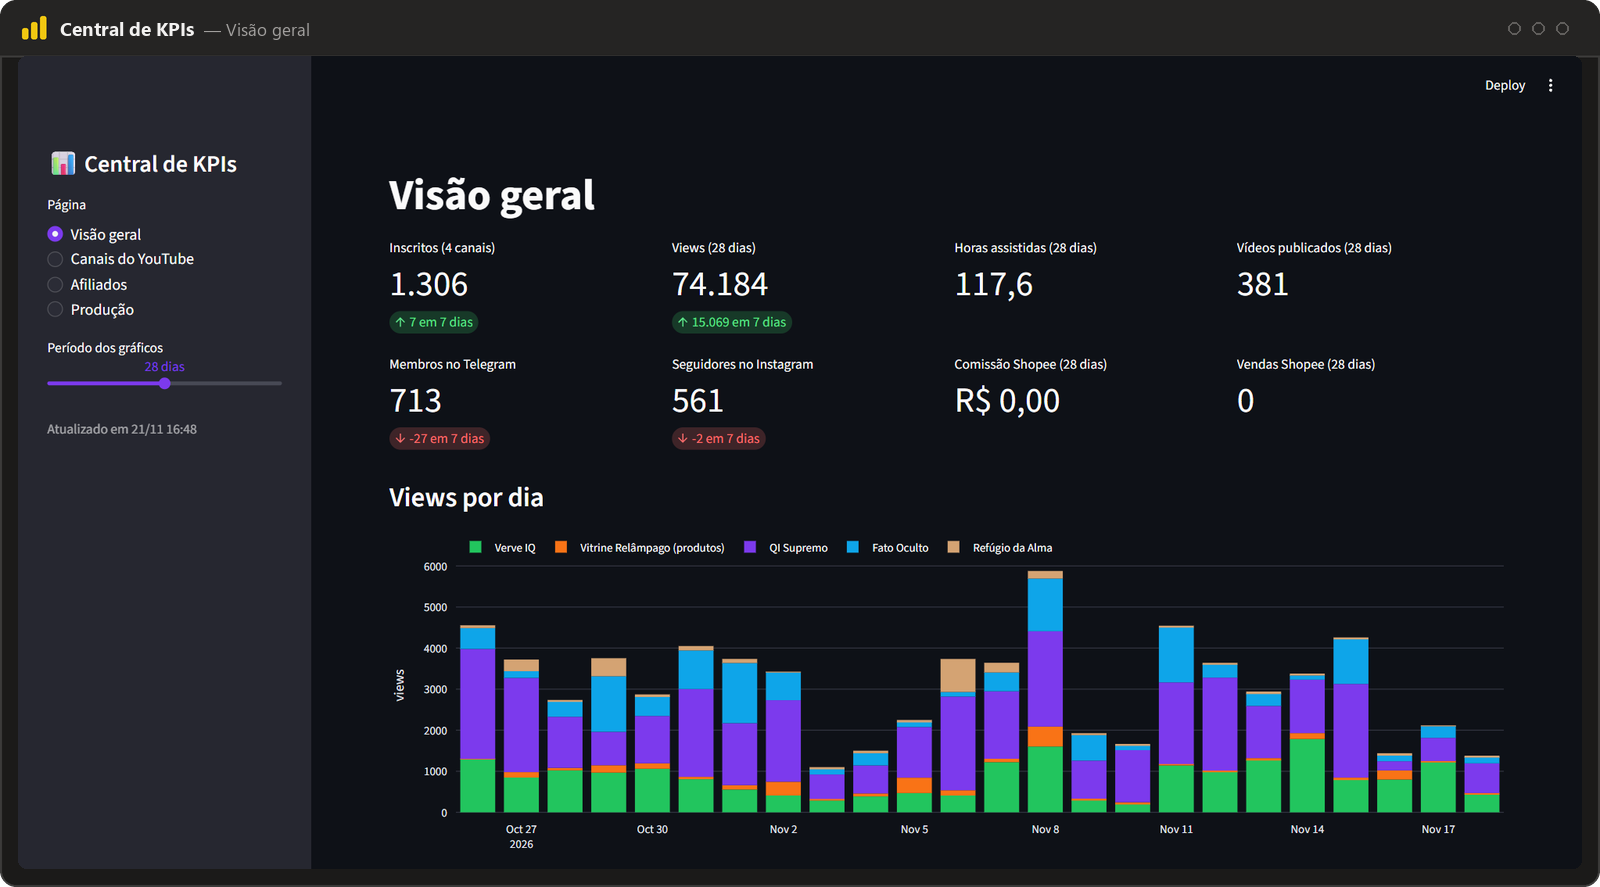 Central de KPIs — Visão geral
Deploy
Central de KPIs
Página
Visão geral
Canais do YouTube
Afiliados
Produção
Período dos gráficos
28 dias
Atualizado em 21/11 16:48
Visão geral
Inscritos (4 canais)
1.306
↑ 7 em 7 dias
Views (28 dias)
74.184
↑ 15.069 em 7 dias
Horas assistidas (28 dias)
117,6
Vídeos publicados (28 dias)
381
Membros no Telegram
713
↓ -27 em 7 dias
Seguidores no Instagram
561
↓ -2 em 7 dias
Comissão Shopee (28 dias)
R$ 0,00
Vendas Shopee (28 dias)
0
Views por dia
Verve IQ
Vitrine Relâmpago (produtos)
QI Supremo
Fato Oculto
Refúgio da Alma
views
6000
5000
4000
3000
2000
1000
0
Oct 27
2026
Oct 30
Nov 2
Nov 5
Nov 8
Nov 11
Nov 14
Nov 17